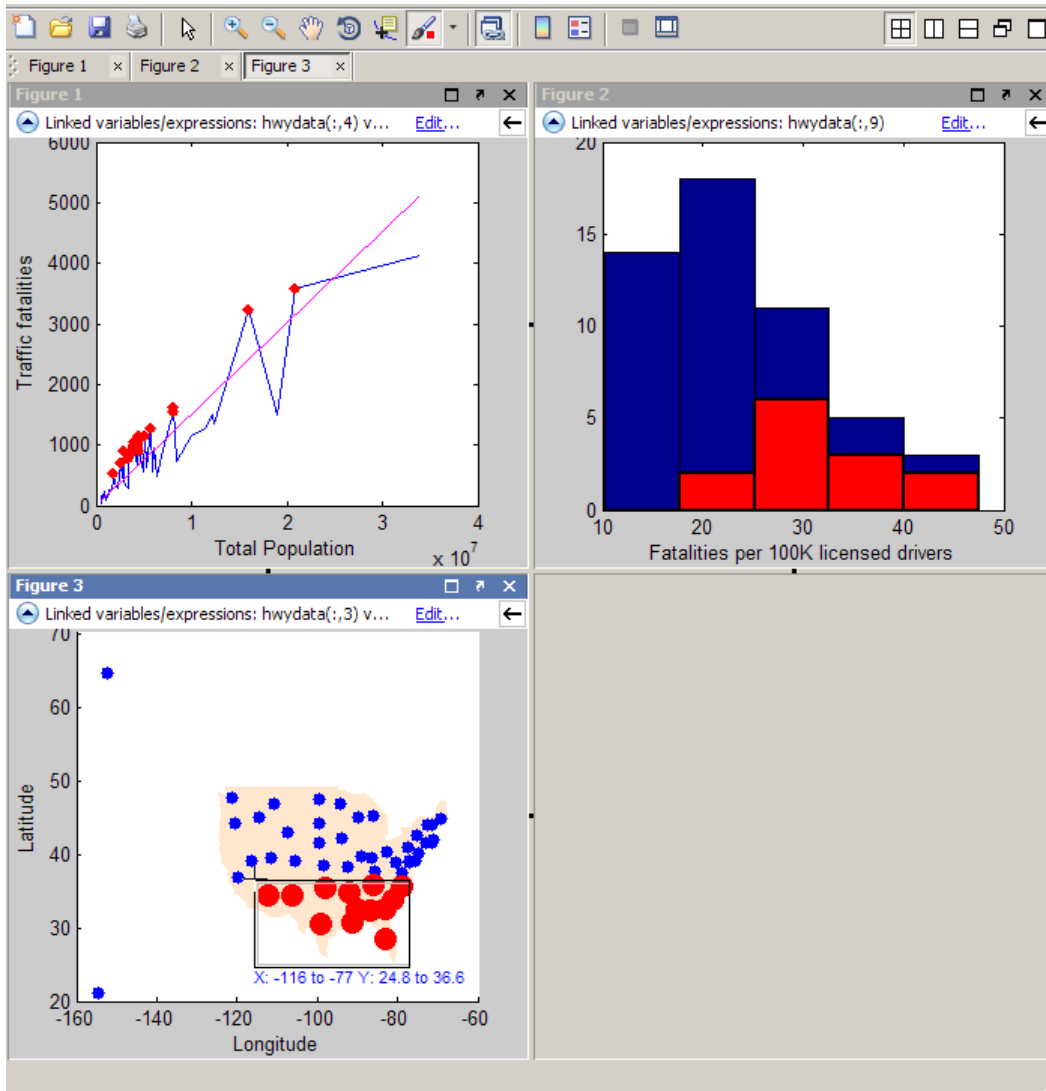 Figure 1 × Figure 2 × Figure 3 ×
Figure 1
Linked variables/expressions: hwydata(:,4) v... Edit...
6000
5000
4000
3000
2000
1000
0
Traffic fatalities
0 1 2 3 4
Total Population
x 10^7
Figure 2
Linked variables/expressions: hwydata(:,9) Edit...
20
15
10
5
0
10 20 30 40 50
Fatalities per 100K licensed drivers
Figure 3
Linked variables/expressions: hwydata(:,3) v... Edit...
70
60
50
40
30
20
Latitude
X: -116 to -77 Y: 24.8 to 36.6
-160 -140 -120 -100 -80 -60
Longitude